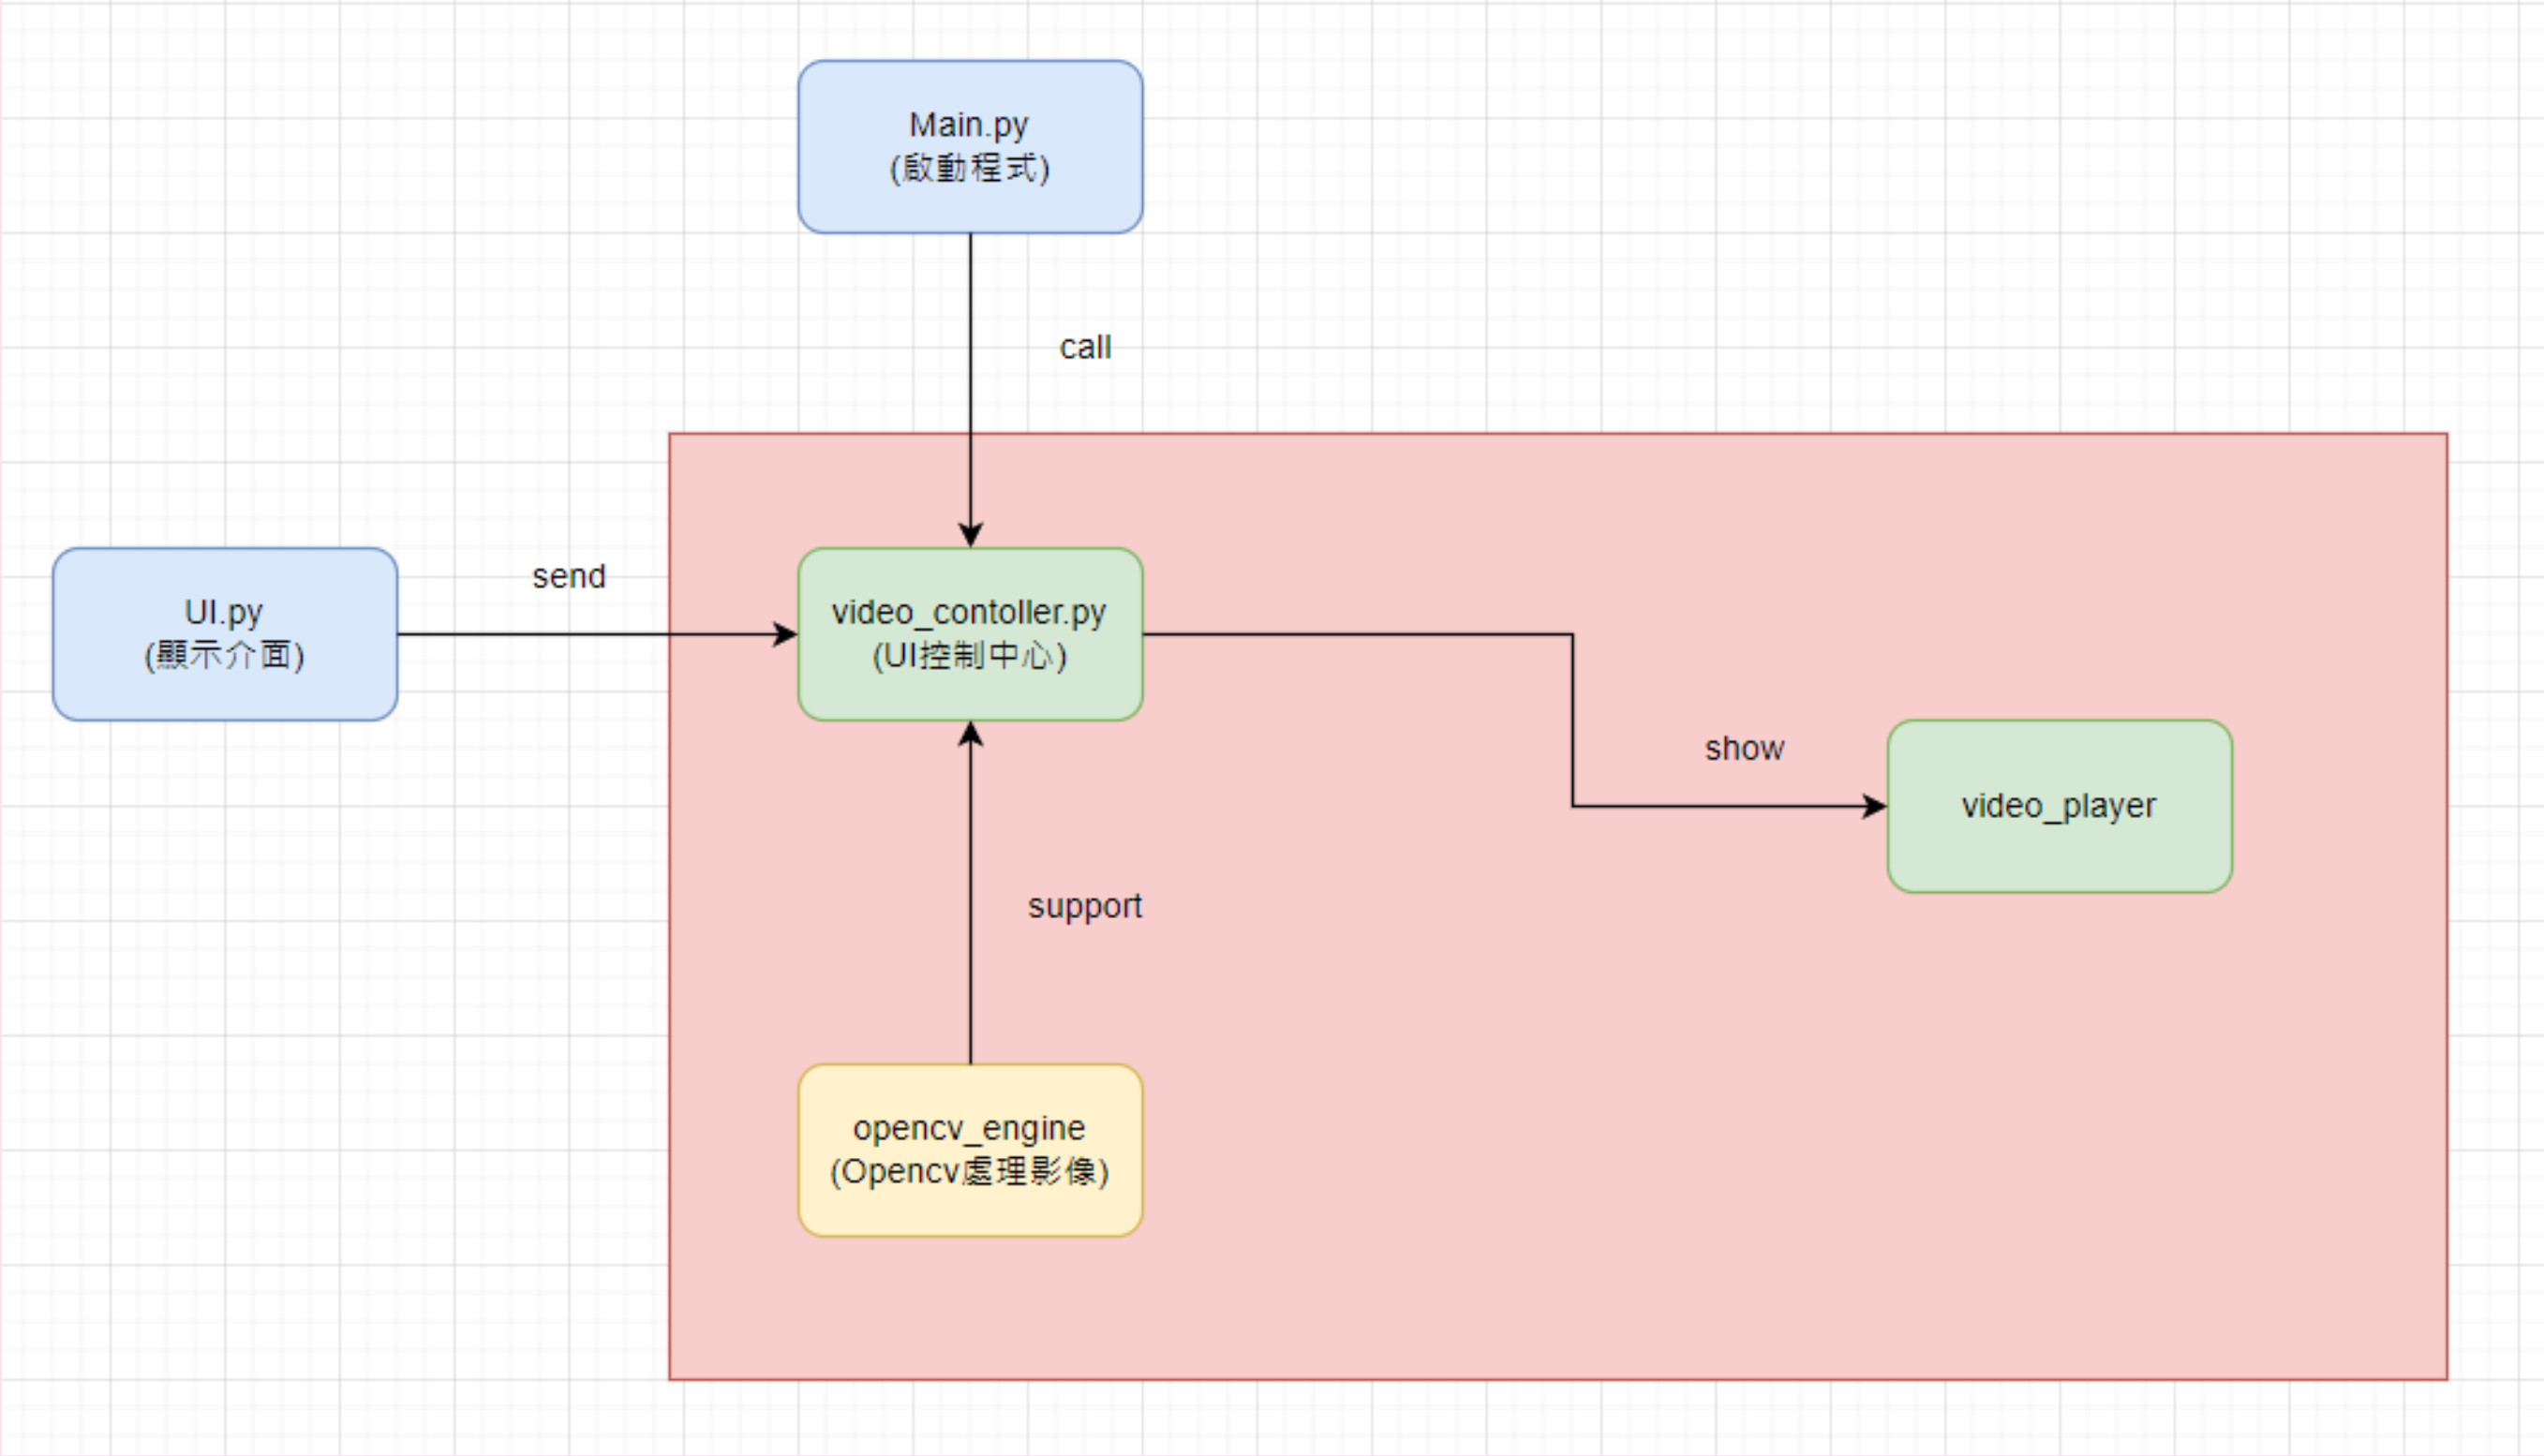 Main.py
(啟動程式)
call
send
UI.py
(顯示介面)
video_contoller.py
(UI控制中心)
show
video_player
support
opencv_engine
(Opencv處理影像)